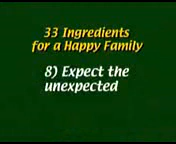 33 Ingredients
for a Happy Family
8) Expect the
unexpected